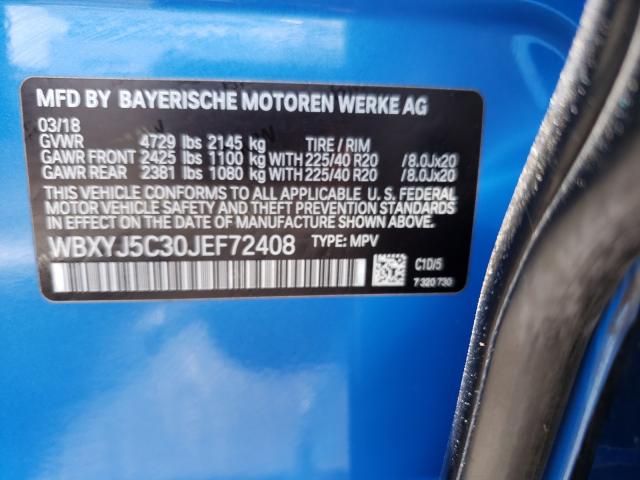 MFD BY BAYERISCHE MOTOREN WERKE AG
03/18
GVWR 4729 lbs 2145 kg TIRE / RIM
GAWR FRONT 2425 lbs 1100 kg WITH 225/40 R20 /8.0Jx20
GAWR REAR 2381 lbs 1080 kg WITH 225/40 R20 /8.0Jx20
THIS VEHICLE CONFORMS TO ALL APPLICABLE U. S. FEDERAL
MOTOR VEHICLE SAFETY, BUMPER, AND THEFT PREVENTION STANDARDS
IN EFFECT ON THE DATE OF MANUFACTURE SHOWN ABOVE.
WBXYJ5C30JEF72408 TYPE: MPV
C1D/5
7 320 730